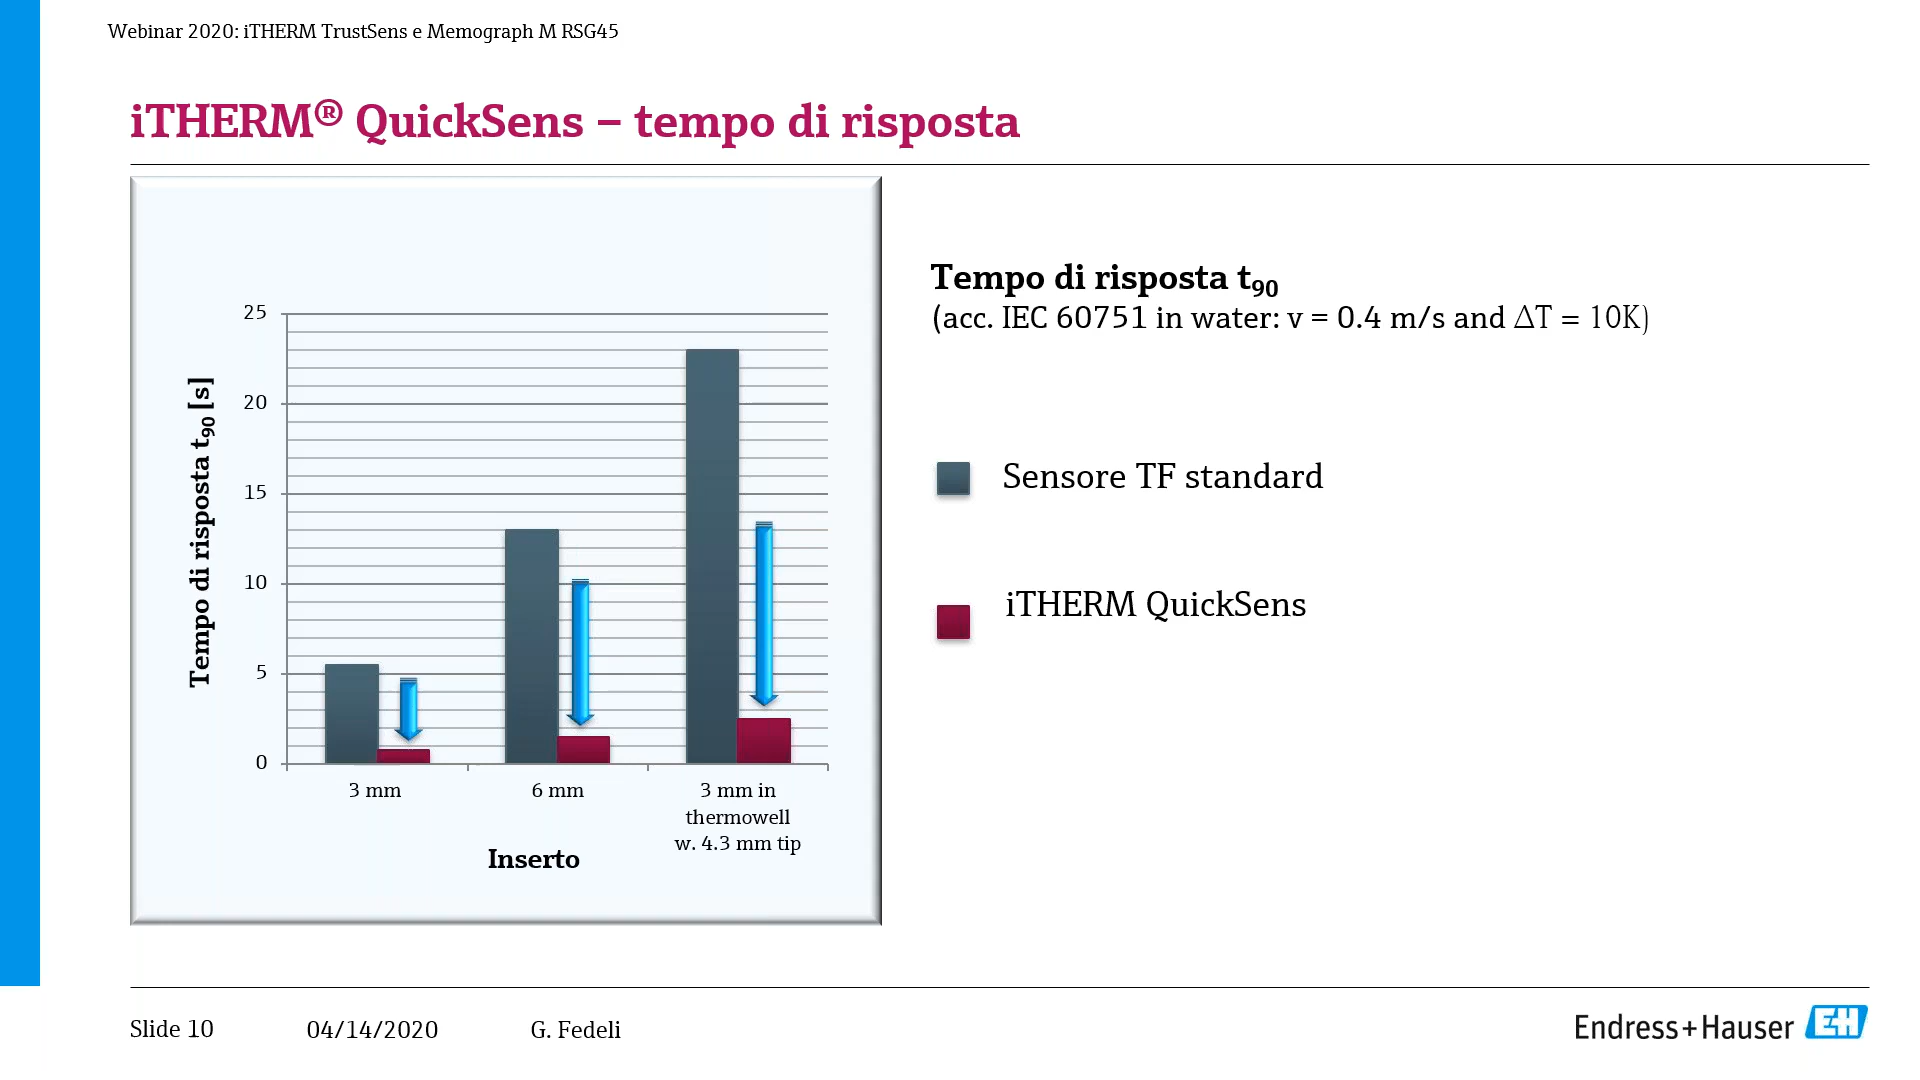 Webinar 2020: iTHERM TrustSens e Memograph M RSG45
iTHERM® QuickSens – tempo di risposta
Tempo di risposta t90 [s]
25
20
15
10
5
0
3 mm
6 mm
3 mm in
thermowell
w. 4.3 mm tip
Inserto
Tempo di risposta t90
(acc. IEC 60751 in water: v = 0.4 m/s and ΔT = 10K)
Sensore TF standard
iTHERM QuickSens
Slide 10
04/14/2020
G. Fedeli
Endress+Hauser EH